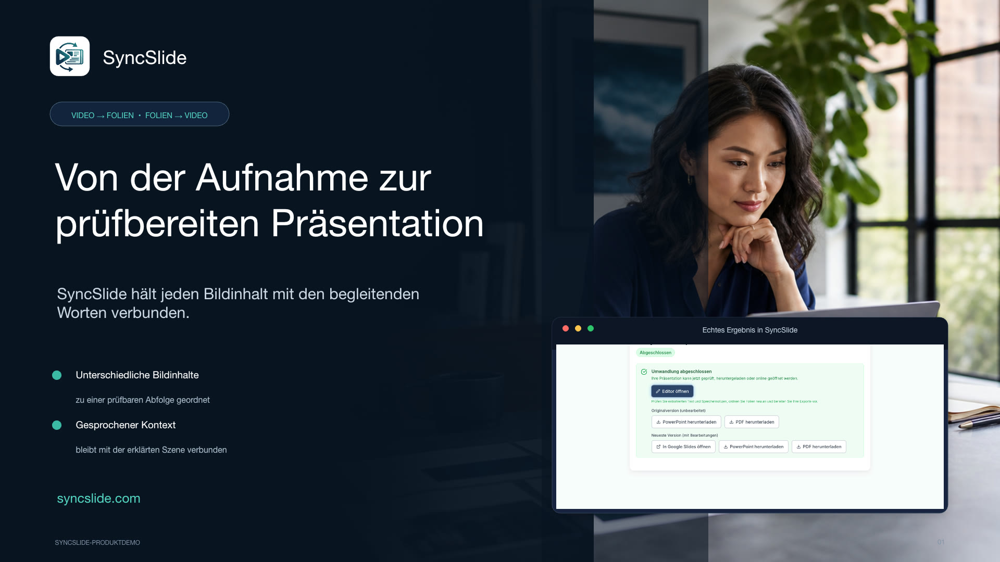 SyncSlide
VIDEO → FOLIEN • FOLIEN → VIDEO
Von der Aufnahme zur
prüfbereiten Präsentation
SyncSlide hält jeden Bildinhalt mit den begleitenden
Worten verbunden.
Unterschiedliche Bildinhalte
zu einer prüfbaren Abfolge geordnet
Gesprochener Kontext
bleibt mit der erklärten Szene verbunden
syncslide.com
SYNCSLIDE-PRODUKTDEMO
Echtes Ergebnis in SyncSlide
Abgeschlossen
Umwandlung abgeschlossen
Ihre Präsentation kann jetzt geprüft, heruntergeladen oder online geöffnet werden.
Editor öffnen
Prüfen Sie extrahierten Text und Sprechernotizen, ordnen Sie Folien neu an und bereiten Sie Ihre Exporte vor.
Originalversion (unbearbeitet)
PowerPoint herunterladen PDF herunterladen
Neueste Version (mit Bearbeitungen)
In Google Slides öffnen PowerPoint herunterladen PDF herunterladen
01